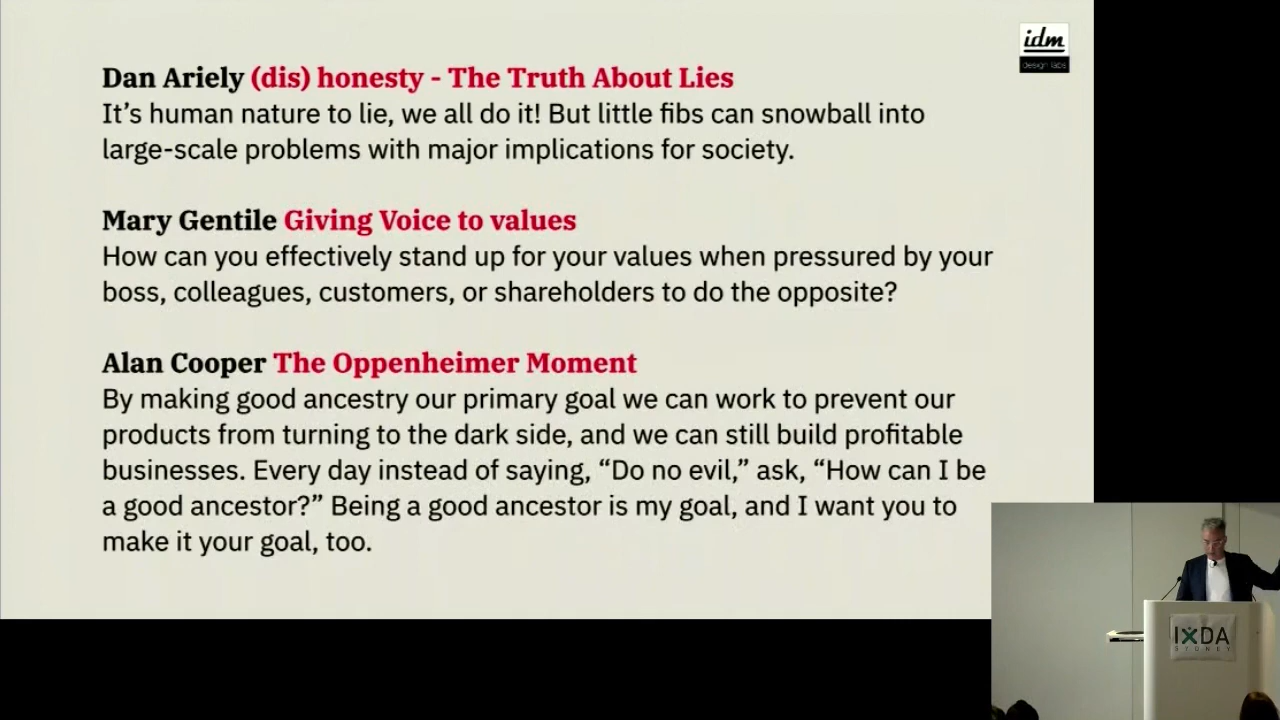 idm
design labs
Dan Ariely (dis) honesty - The Truth About Lies
It’s human nature to lie, we all do it! But little fibs can snowball into
large-scale problems with major implications for society.
Mary Gentile Giving Voice to values
How can you effectively stand up for your values when pressured by your
boss, colleagues, customers, or shareholders to do the opposite?
Alan Cooper The Oppenheimer Moment
By making good ancestry our primary goal we can work to prevent our
products from turning to the dark side, and we can still build profitable
businesses. Every day instead of saying, “Do no evil,” ask, “How can I be
a good ancestor?” Being a good ancestor is my goal, and I want you to
make it your goal, too.
IXDA
SYDNEY